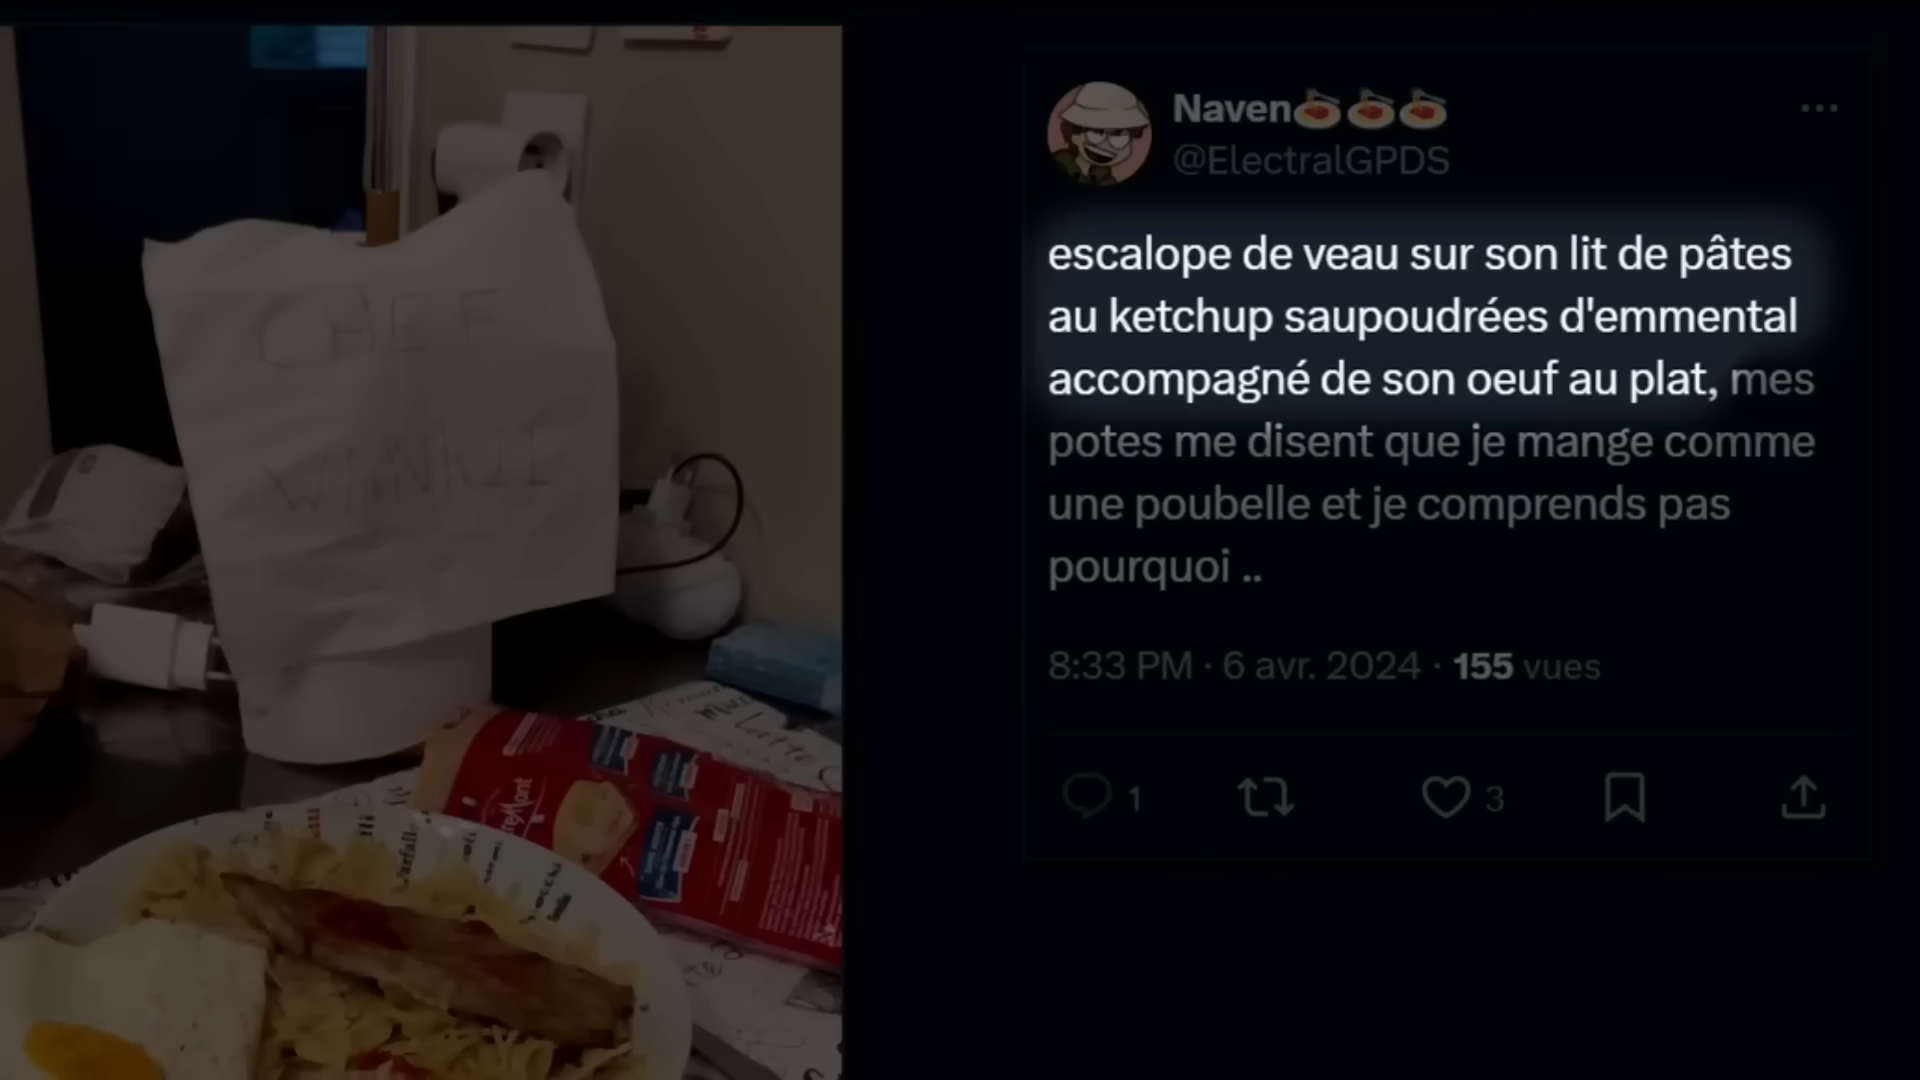 CHEF
WANKIL
Naven🍝🍝🍝
@ElectralGPDS
escalope de veau sur son lit de pâtes
au ketchup saupoudrées d'emmental
accompagné de son oeuf au plat, mes
potes me disent que je mange comme
une poubelle et je comprends pas
pourquoi ..
8:33 PM · 6 avr. 2024 · 155 vues
1
3